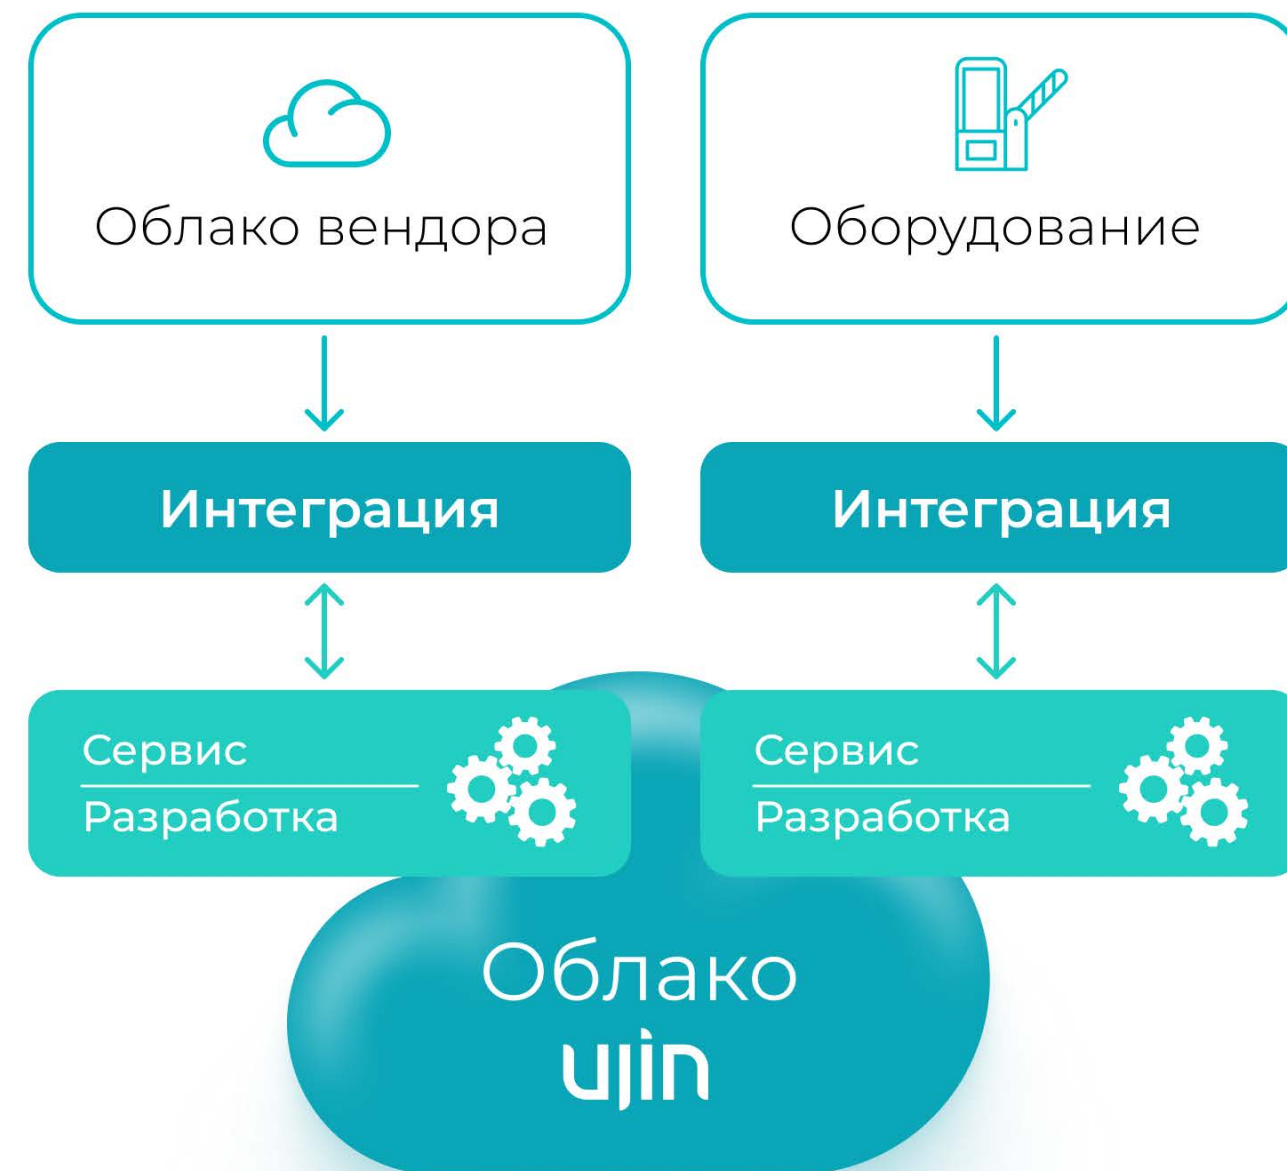 Облако вендора
Оборудование
Интеграция
Интеграция
Сервис
Разработка
Сервис
Разработка
Облако
ujin